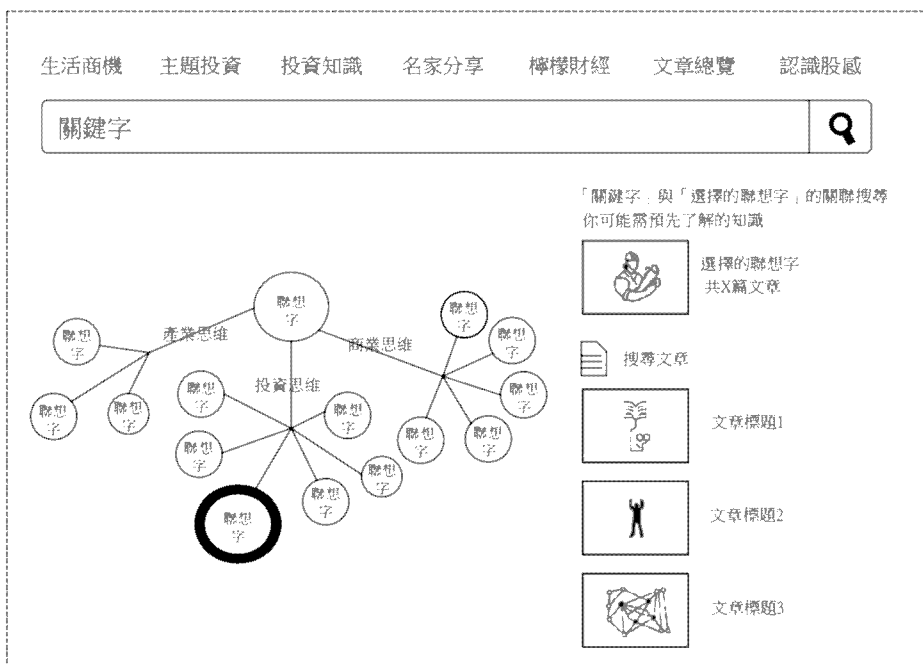 生活商機 主題投資 投資知識 名家分享 檸檬財經 文章總覽 認識股感
關鍵字
「關鍵字」與「選擇的聯想字」的關聯搜尋
你可能需預先了解的知識
選擇的聯想字
共X篇文章
搜尋文章
文章標題1
文章標題2
文章標題3
聯想
字
產業思維
聯想
字
聯想
字
聯想
字
投資思維
聯想
字
聯想
字
聯想
字
聯想
字
聯想
字
聯想
字
商業思維
聯想
字
聯想
字
聯想
字
聯想
字
聯想
字